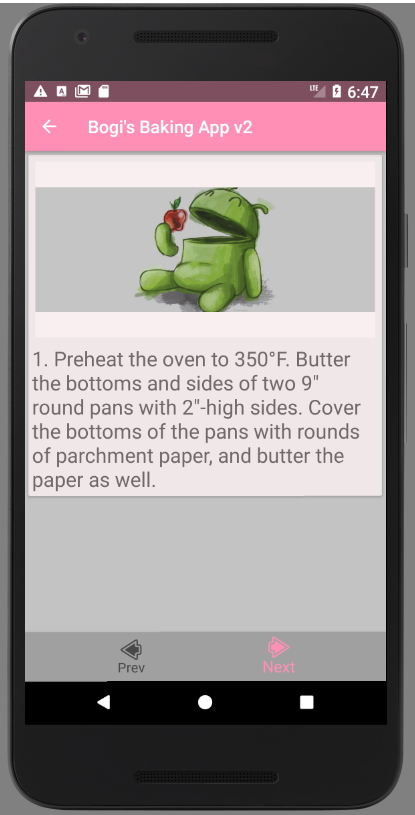 LTE 6:47
Bogi's Baking App v2
1. Preheat the oven to 350°F. Butter
the bottoms and sides of two 9"
round pans with 2"-high sides. Cover
the bottoms of the pans with rounds
of parchment paper, and butter the
paper as well.
Prev Next